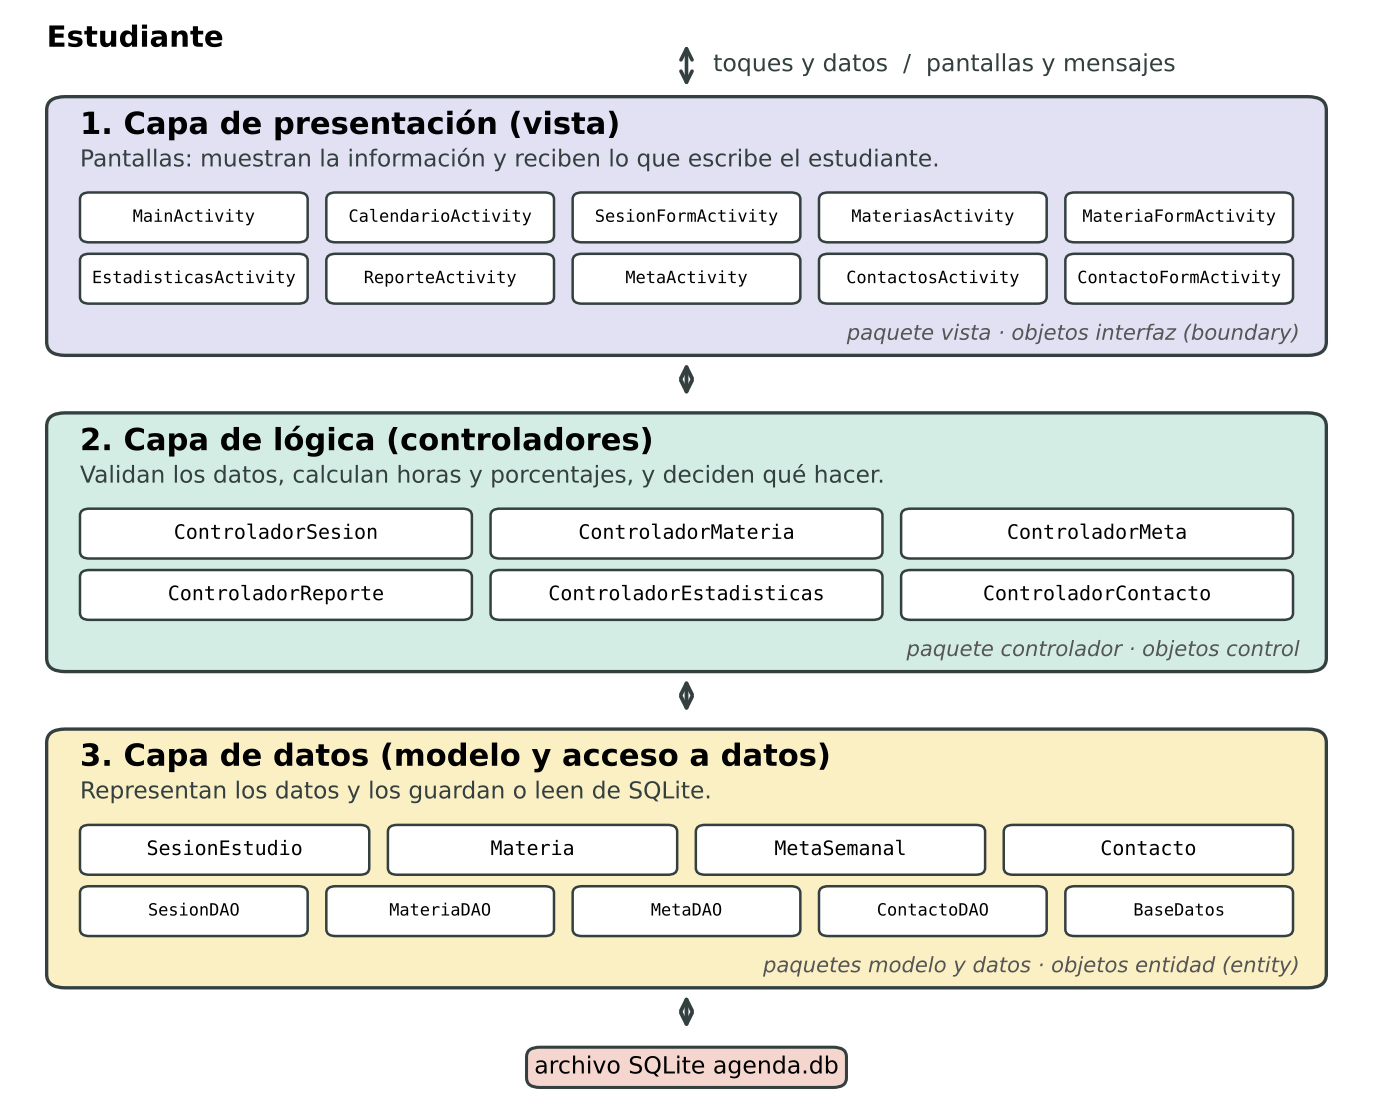 Estudiante
toques y datos / pantallas y mensajes
1. Capa de presentación (vista)
Pantallas: muestran la información y reciben lo que escribe el estudiante.
MainActivity CalendarioActivity SesionFormActivity MateriasActivity MateriaFormActivity
EstadisticasActivity ReporteActivity MetaActivity ContactosActivity ContactoFormActivity
paquete vista · objetos interfaz (boundary)
2. Capa de lógica (controladores)
Validan los datos, calculan horas y porcentajes, y deciden qué hacer.
ControladorSesion ControladorMateria ControladorMeta
ControladorReporte ControladorEstadisticas ControladorContacto
paquete controlador · objetos control
3. Capa de datos (modelo y acceso a datos)
Representan los datos y los guardan o leen de SQLite.
SesionEstudio Materia MetaSemanal Contacto
SesionDAO MateriaDAO MetaDAO ContactoDAO BaseDatos
paquetes modelo y datos · objetos entidad (entity)
archivo SQLite agenda.db